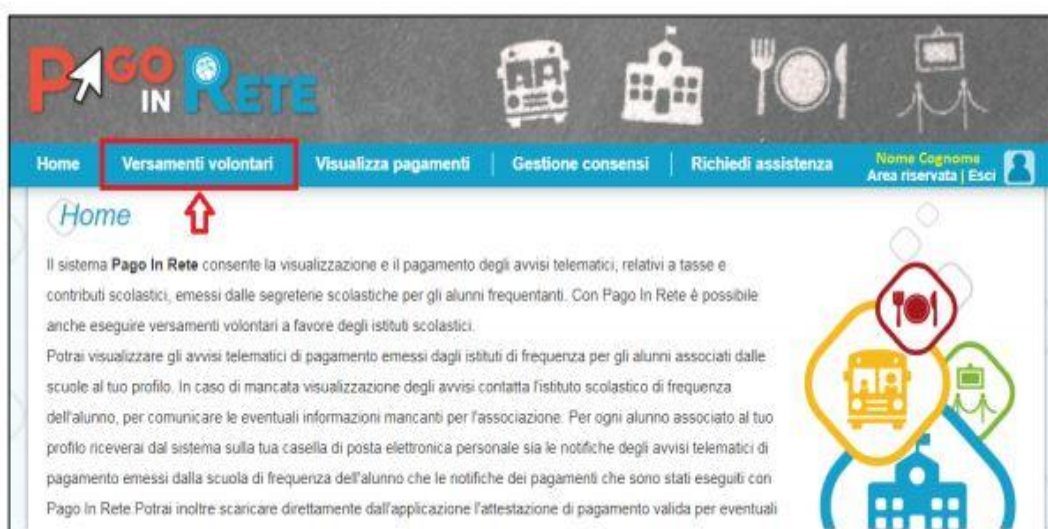 PAGO
IN RETE
Home Versamenti volontari Visualizza pagamenti Gestione consensi Richiedi assistenza Nome Cognome
Area riservata | Esci
Home
Il sistema Pago In Rete consente la visualizzazione e il pagamento degli avvisi telematici, relativi a tasse e
contributi scolastici, emessi dalle segreterie scolastiche per gli alunni frequentanti. Con Pago In Rete è possibile
anche eseguire versamenti volontari a favore degli istituti scolastici.
Potrai visualizzare gli avvisi telematici di pagamento emessi dagli istituti di frequenza per gli alunni associati dalle
scuole al tuo profilo. In caso di mancata visualizzazione degli avvisi contatta l'istituto scolastico di frequenza
dell'alunno, per comunicare le eventuali informazioni mancanti per l'associazione. Per ogni alunno associato al tuo
profilo riceverai dal sistema sulla tua casella di posta elettronica personale sia le notifiche degli avvisi telematici di
pagamento emessi dalla scuola di frequenza dell'alunno che le notifiche dei pagamenti che sono stati eseguiti con
Pago In Rete Potrai inoltre scaricare direttamente dall'applicazione l'attestazione di pagamento valida per eventuali